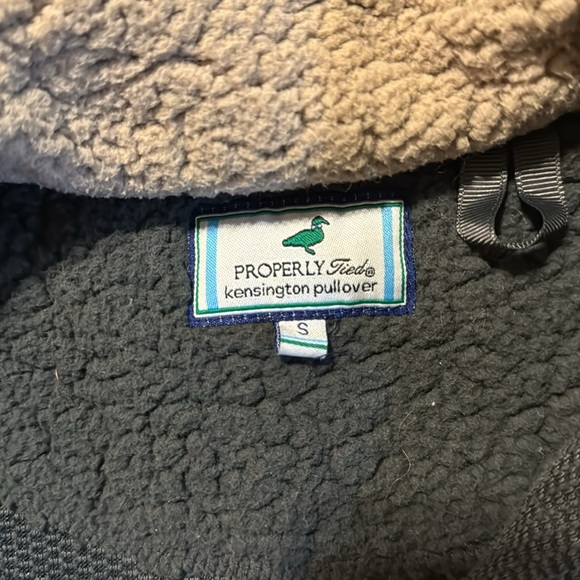 PROPERLY Tied®
kensington pullover
S